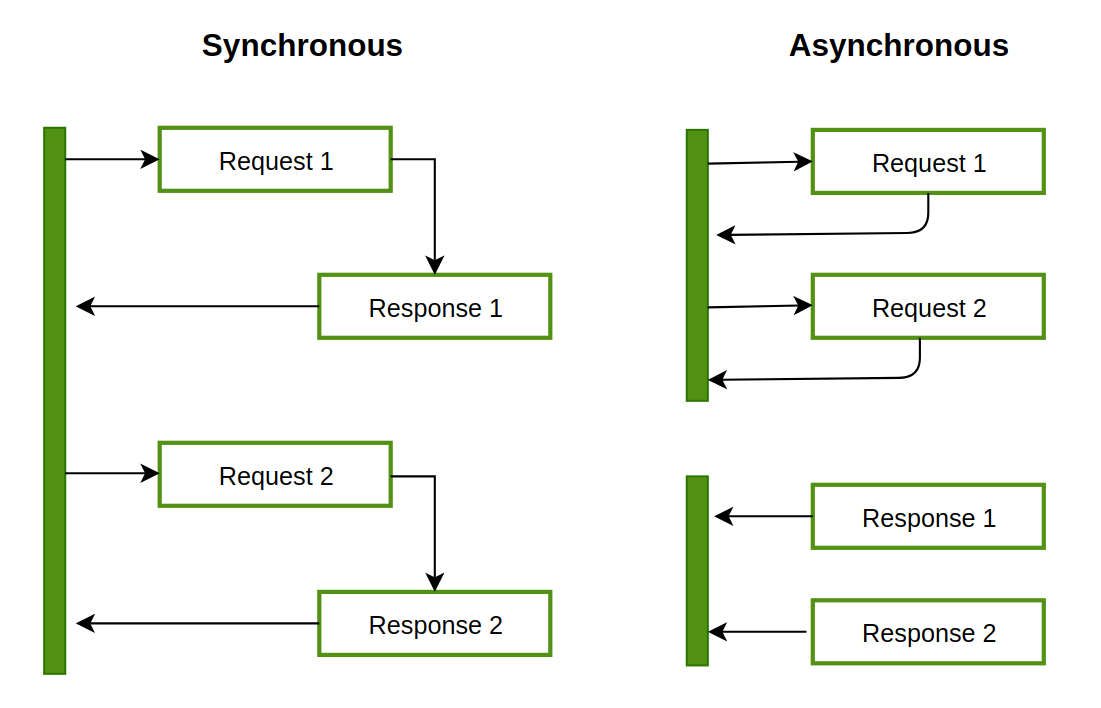 Synchronous
Request 1
Response 1
Request 2
Response 2
Asynchronous
Request 1
Request 2
Response 1
Response 2